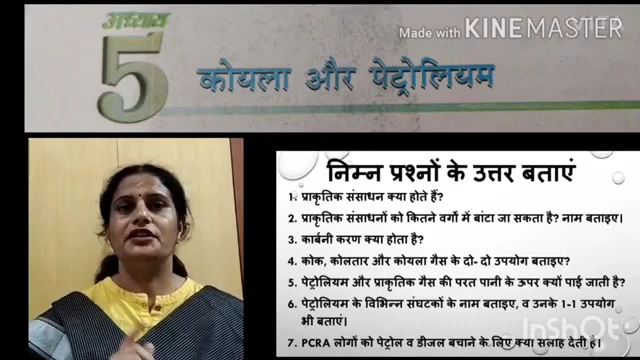 Made with KINEMASTER
अध्याय
5
कोयला और पेट्रोलियम
निम्न प्रश्नों के उत्तर बताएं
1. प्राकृतिक संसाधन क्या होते हैं?
2. प्राकृतिक संसाधनों को कितने वर्गों में बांटा जा सकता है? नाम बताइए।
3. कार्बनी करण क्या होता है?
4. कोक, कोलतार और कोयला गैस के दो- दो उपयोग बताइए?
5. पेट्रोलियम और प्राकृतिक गैस की परत पानी के ऊपर क्यों पाई जाती है?
6. पेट्रोलियम के विभिन्न संघटकों के नाम बताइए, व उनके 1-1 उपयोग
भी बताएं।
7. PCRA लोगों को पेट्रोल व डीजल बचाने के लिए क्या सलाह देती है।
InShot